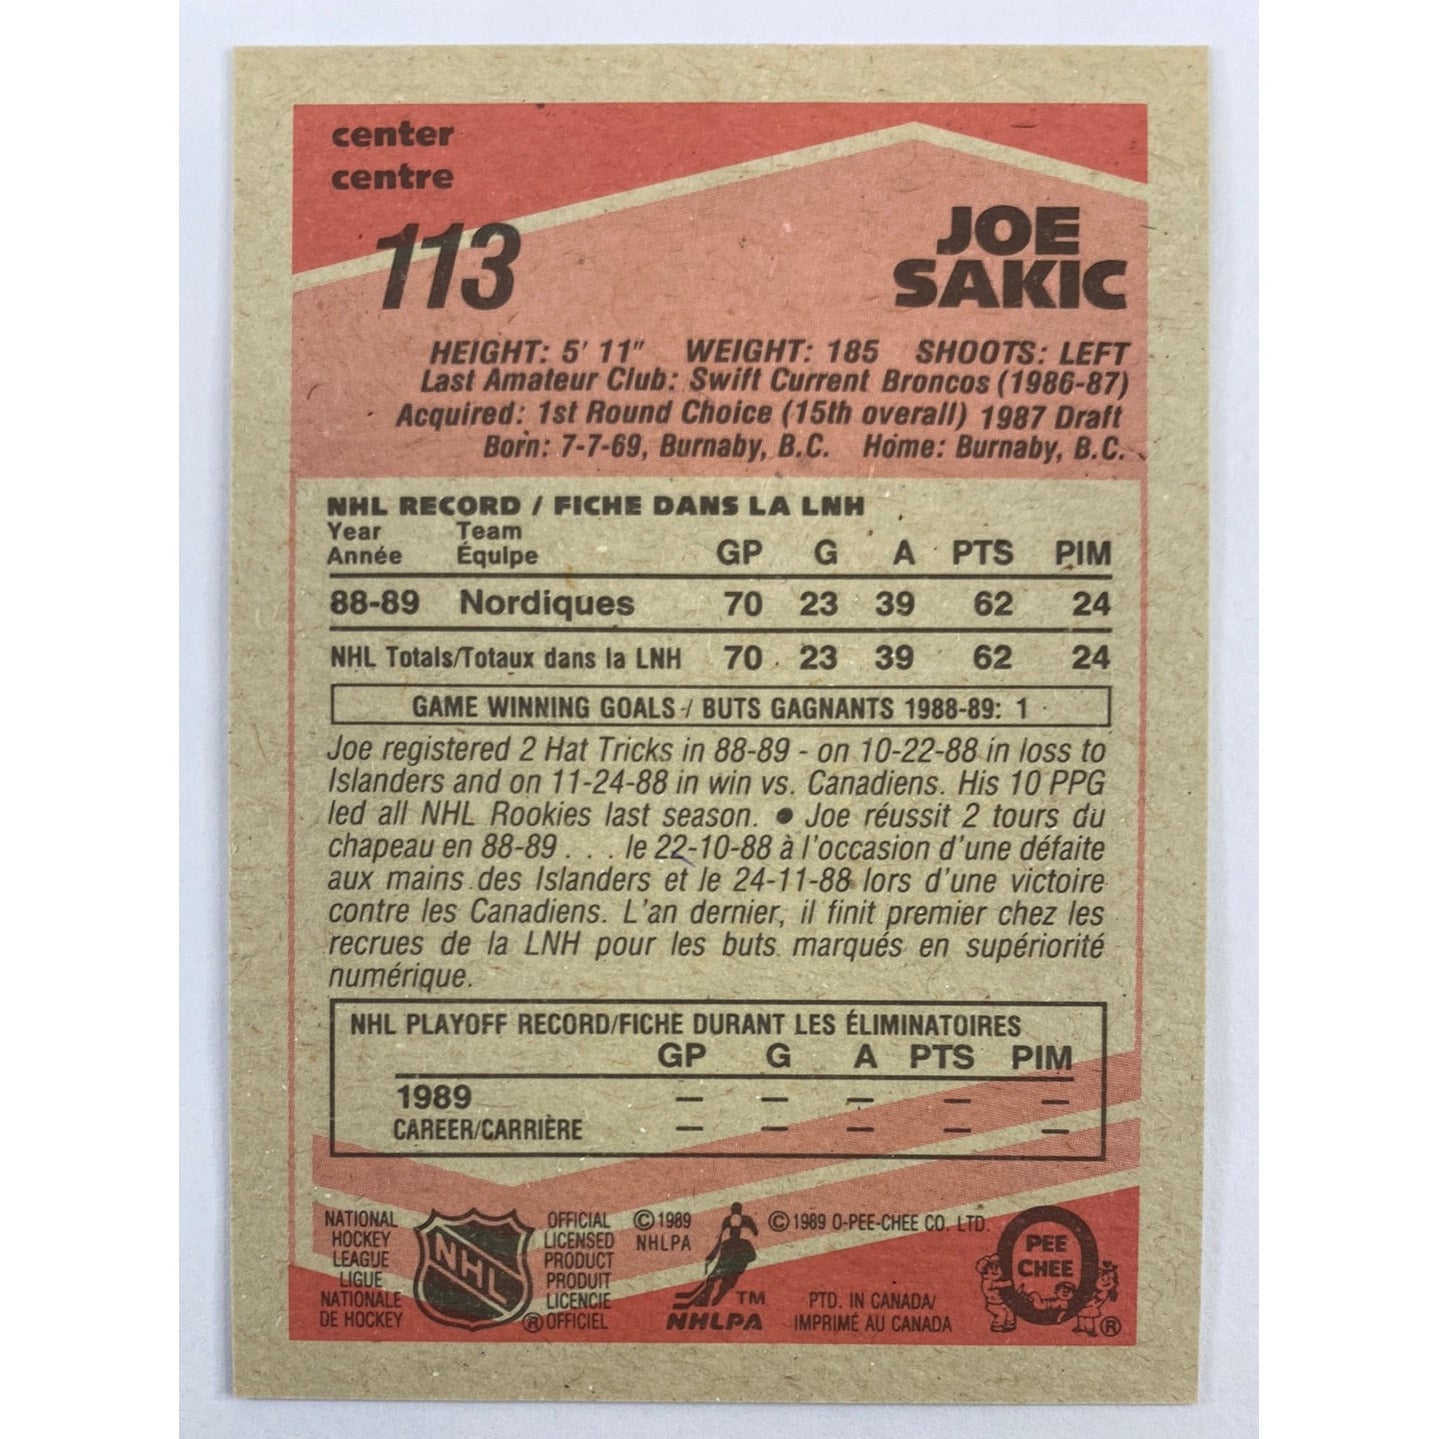 center
centre
113
JOE
SAKIC
HEIGHT: 5' 11" WEIGHT: 185 SHOOTS: LEFT
Last Amateur Club: Swift Current Broncos (1986-87)
Acquired: 1st Round Choice (15th overall) 1987 Draft
Born: 7-7-69, Burnaby, B.C. Home: Burnaby, B.C.
NHL RECORD / FICHE DANS LA LNH
Year Team
Année Équipe GP G A PTS PIM
88-89 Nordiques 70 23 39 62 24
NHL Totals/Totaux dans la LNH 70 23 39 62 24
GAME WINNING GOALS / BUTS GAGNANTS 1988-89: 1
Joe registered 2 Hat Tricks in 88-89 - on 10-22-88 in loss to
Islanders and on 11-24-88 in win vs. Canadiens. His 10 PPG
led all NHL Rookies last season. ● Joe réussit 2 tours du
chapeau en 88-89 . . . le 22-10-88 à l'occasion d'une défaite
aux mains des Islanders et le 24-11-88 lors d'une victoire
contre les Canadiens. L'an dernier, il finit premier chez les
recrues de la LNH pour les buts marqués en supériorité
numérique.
NHL PLAYOFF RECORD/FICHE DURANT LES ÉLIMINATOIRES
GP G A PTS PIM
1989 — — — — —
CAREER/CARRIÈRE — — — — —
NATIONAL
HOCKEY
LEAGUE
LIGUE
NATIONALE
DE HOCKEY
NHL
®
OFFICIAL
LICENSED
PRODUCT
PRODUIT
LICENCIE
OFFICIEL
©1989
NHLPA
TM
NHLPA
©1989 O-PEE-CHEE CO. LTD.
PTD. IN CANADA/
IMPRIMÉ AU CANADA
O
PEE
CHEE
®